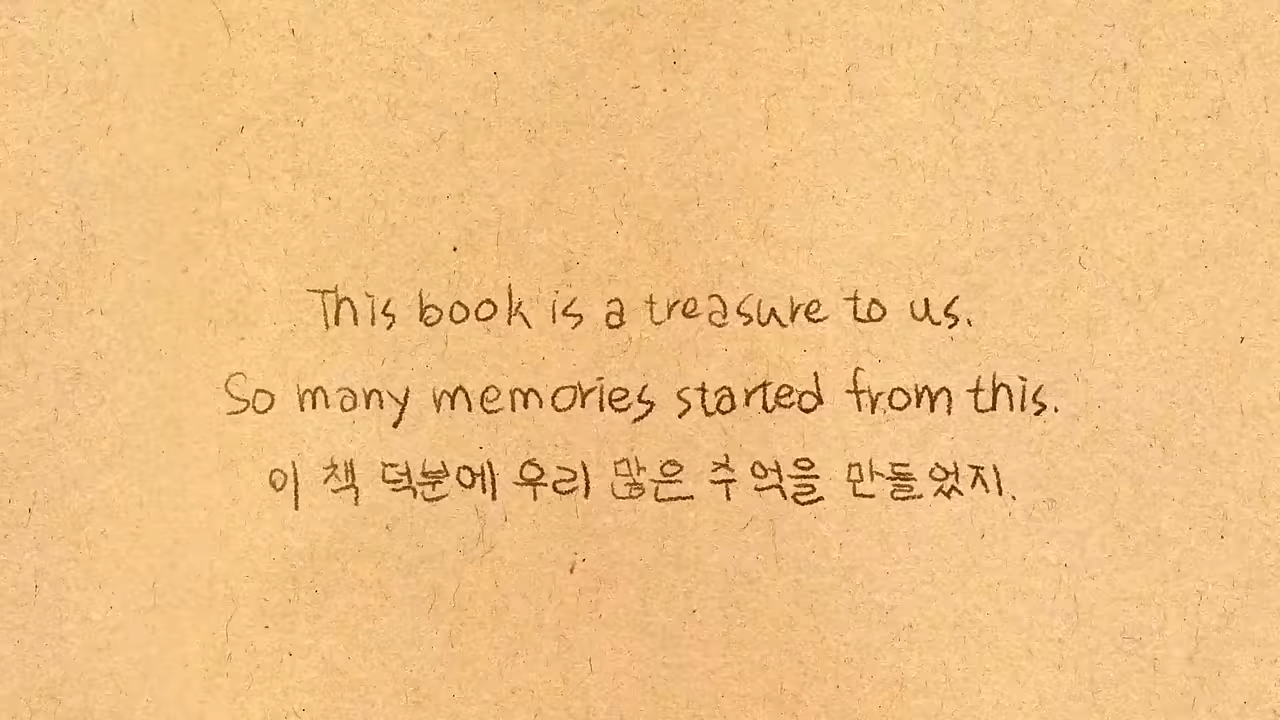 This book is a treasure to us.
So many memories started from this.
이 책 덕분에 우리 많은 추억을 만들었지.